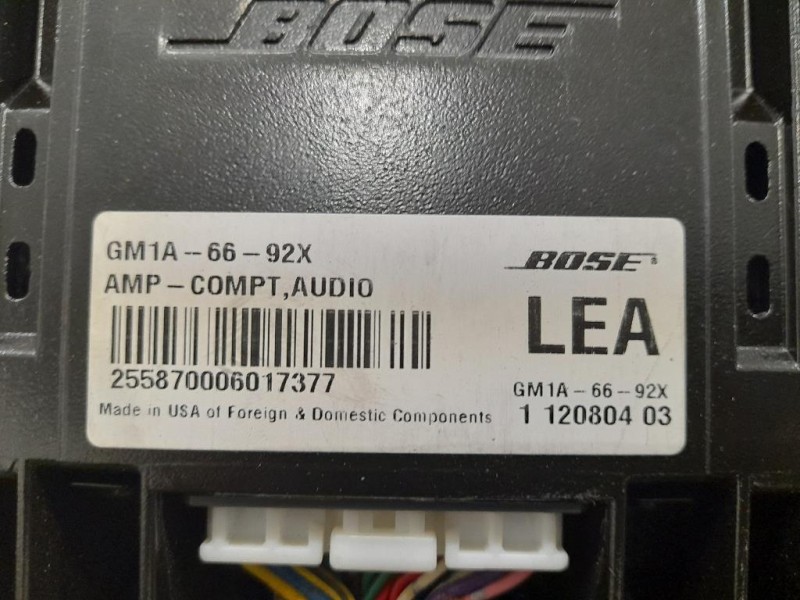 BOSE
GM1A-66-92X
AMP-COMPT,AUDIO
255870006017377
Made in USA of Foreign & Domestic Components
BOSE®
LEA
GM1A-66-92X
1 120804 03